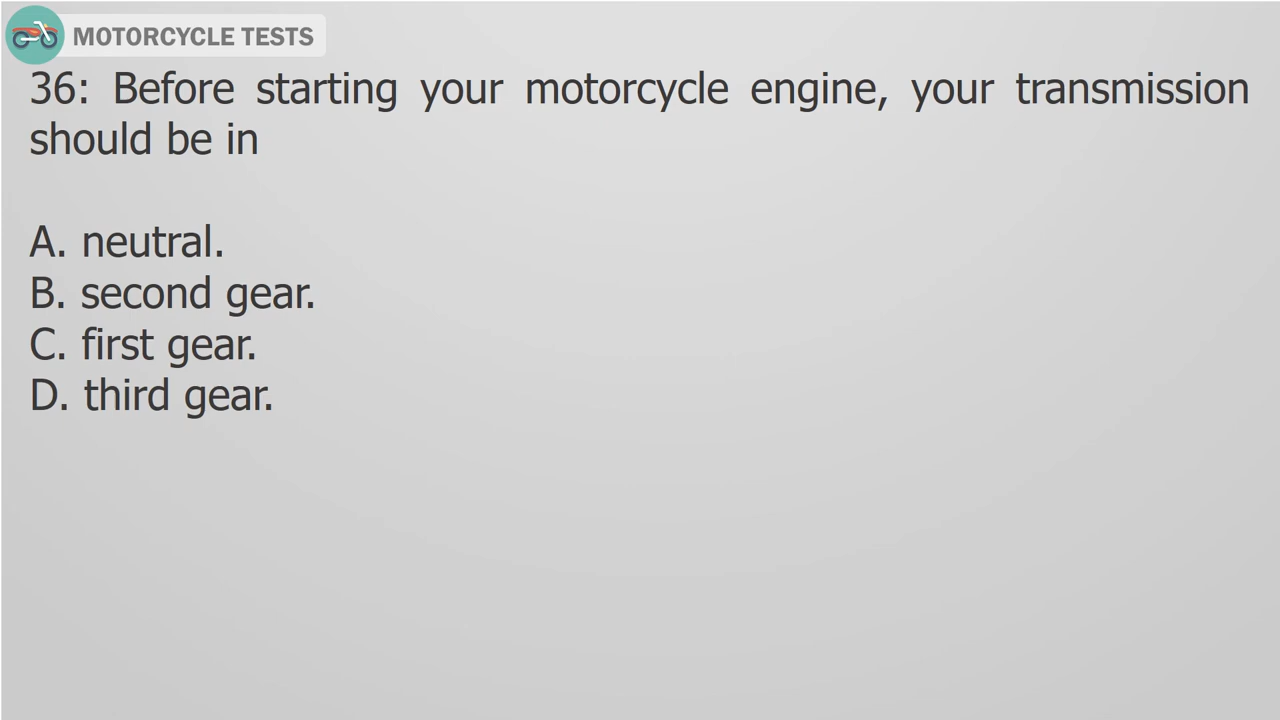 MOTORCYCLE TESTS
36: Before starting your motorcycle engine, your transmission
should be in
A. neutral.
B. second gear.
C. first gear.
D. third gear.